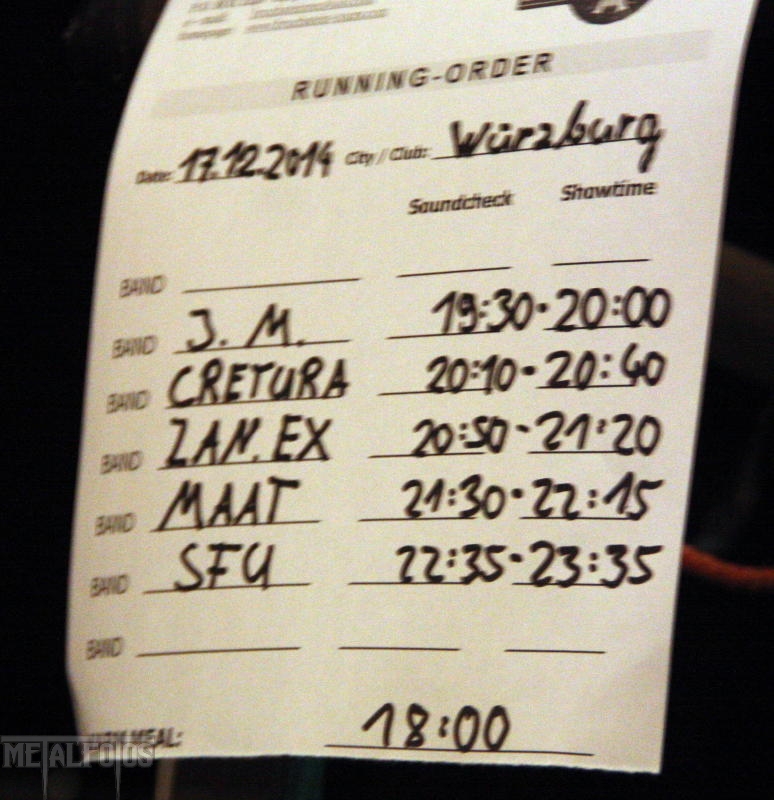 RUNNING-ORDER
Date: 17.12.2014 City / Club: Würzburg
Soundcheck Showtime
BAND
BAND J. M. 19:30-20:00
BAND CRETURA 20:10-20:40
BAND ZAN. EX 20:50-21:20
BAND MAAT 21:30-22:15
BAND SFU 22:35-23:35
BAND
MEAL: 18:00
METALFOTOS